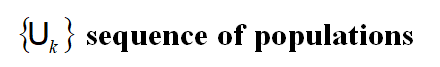 {U_k} sequence of populations